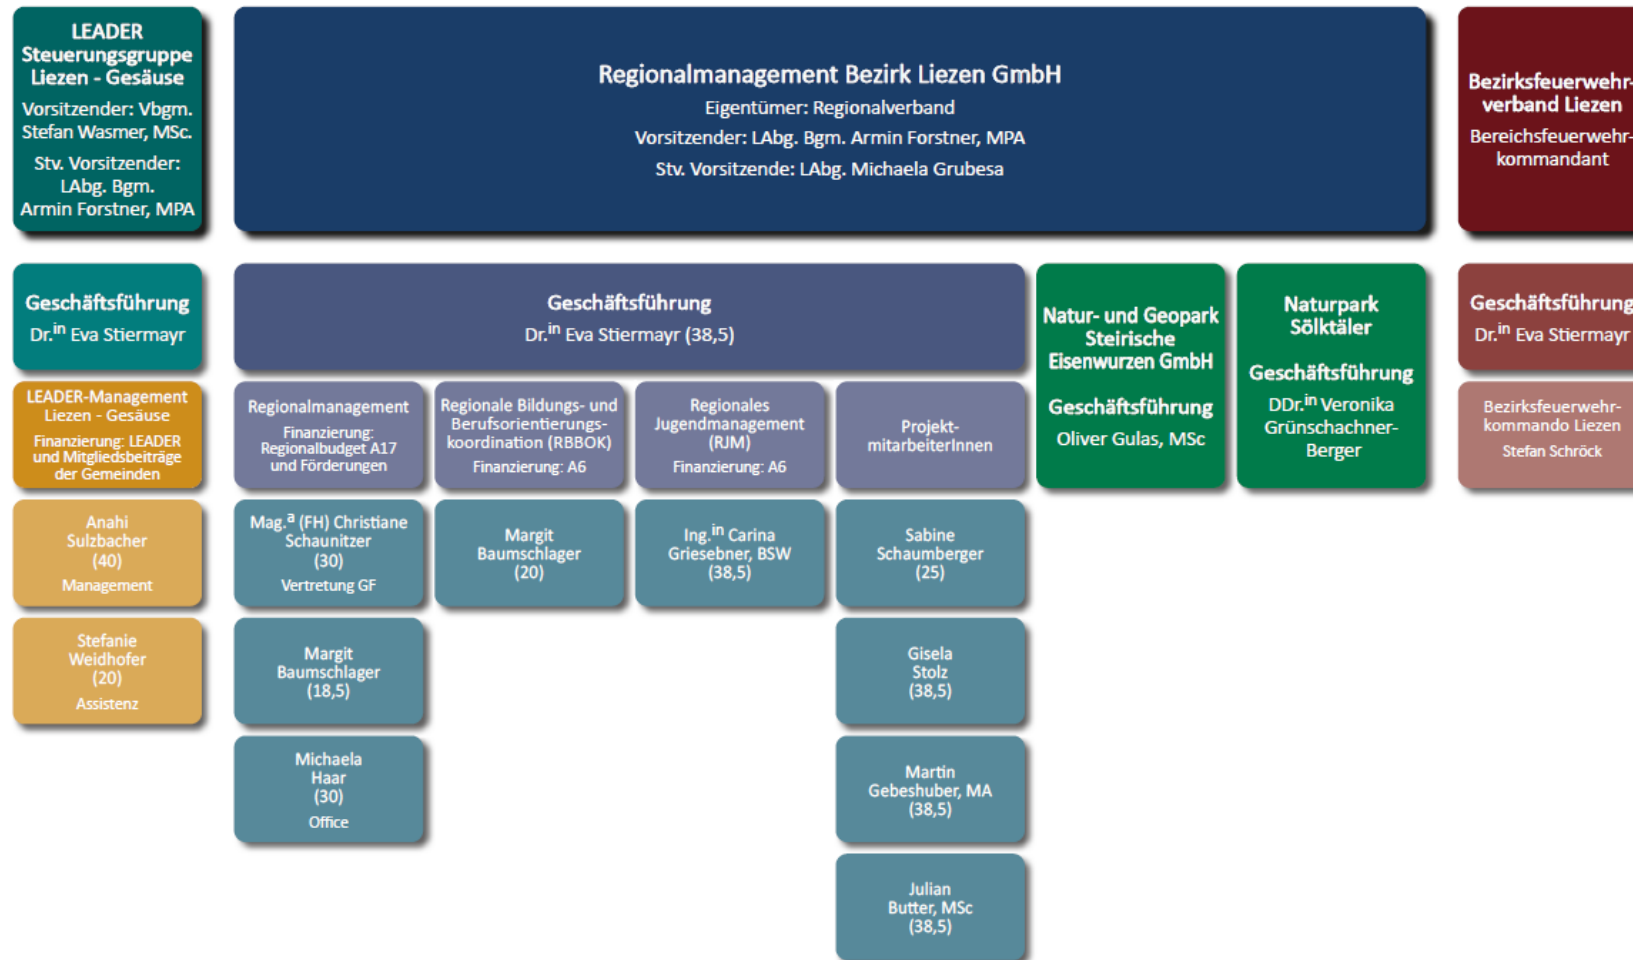 LEADER
Steuerungsgruppe
Liezen - Gesäuse
Vorsitzender: Vbgm.
Stefan Wasmer, MSc.
Stv. Vorsitzender:
LAbg. Bgm.
Armin Forstner, MPA
Regionalmanagement Bezirk Liezen GmbH
Eigentümer: Regionalverband
Vorsitzender: LAbg. Bgm. Armin Forstner, MPA
Stv. Vorsitzende: LAbg. Michaela Grubesa
Bezirksfeuerwehr-
verband Liezen
Bereichsfeuerwehr-
kommandant
Geschäftsführung
Dr.in Eva Stiermayr
Geschäftsführung
Dr.in Eva Stiermayr (38,5)
Natur- und Geopark
Steirische
Eisenwurzen GmbH
Geschäftsführung
Oliver Gulas, MSc
Naturpark
Sölktäler
Geschäftsführung
DDr.in Veronika
Grünschachner-
Berger
Geschäftsführung
Dr.in Eva Stiermayr
LEADER-Management
Liezen - Gesäuse
Finanzierung: LEADER
und Mitgliedsbeiträge
der Gemeinden
Regionalmanagement
Finanzierung:
Regionalbudget A17
und Förderungen
Regionale Bildungs- und
Berufsorientierungs-
koordination (RBBOK)
Finanzierung: A6
Regionales
Jugendmanagement
(RJM)
Finanzierung: A6
Projekt-
mitarbeiterInnen
Bezirksfeuerwehr-
kommando Liezen
Stefan Schröck
Anahi
Sulzbacher
(40)
Management
Mag.a (FH) Christiane
Schaunitzer
(30)
Vertretung GF
Margit
Baumschlager
(20)
Ing.in Carina
Griesebner, BSW
(38,5)
Sabine
Schaumberger
(25)
Stefanie
Weidhofer
(20)
Assistenz
Margit
Baumschlager
(18,5)
Gisela
Stolz
(38,5)
Michaela
Haar
(30)
Office
Martin
Gebeshuber, MA
(38,5)
Julian
Butter, MSc
(38,5)